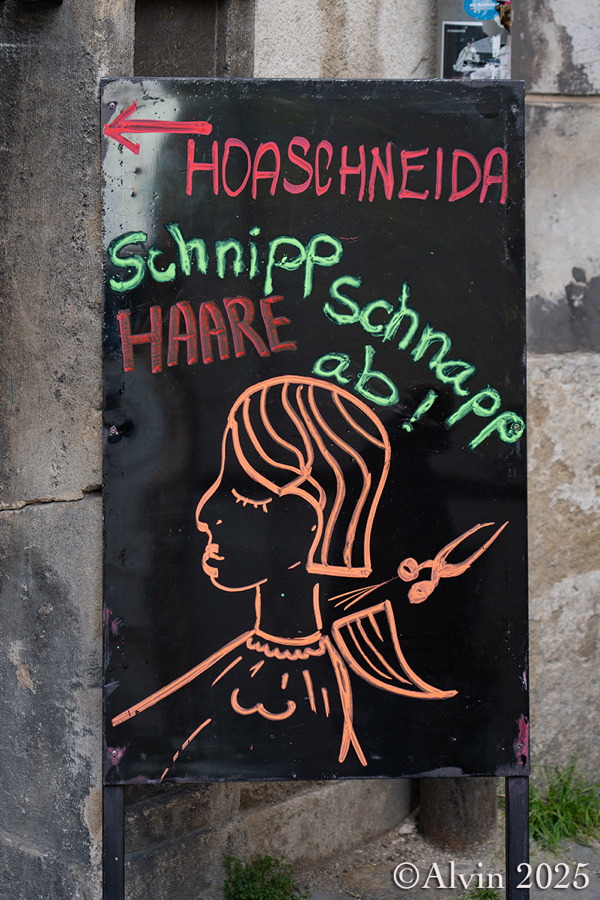 HOASCHNEIDA
Schnipp
HAARE
schnapp
ab!
©Alvin 2025